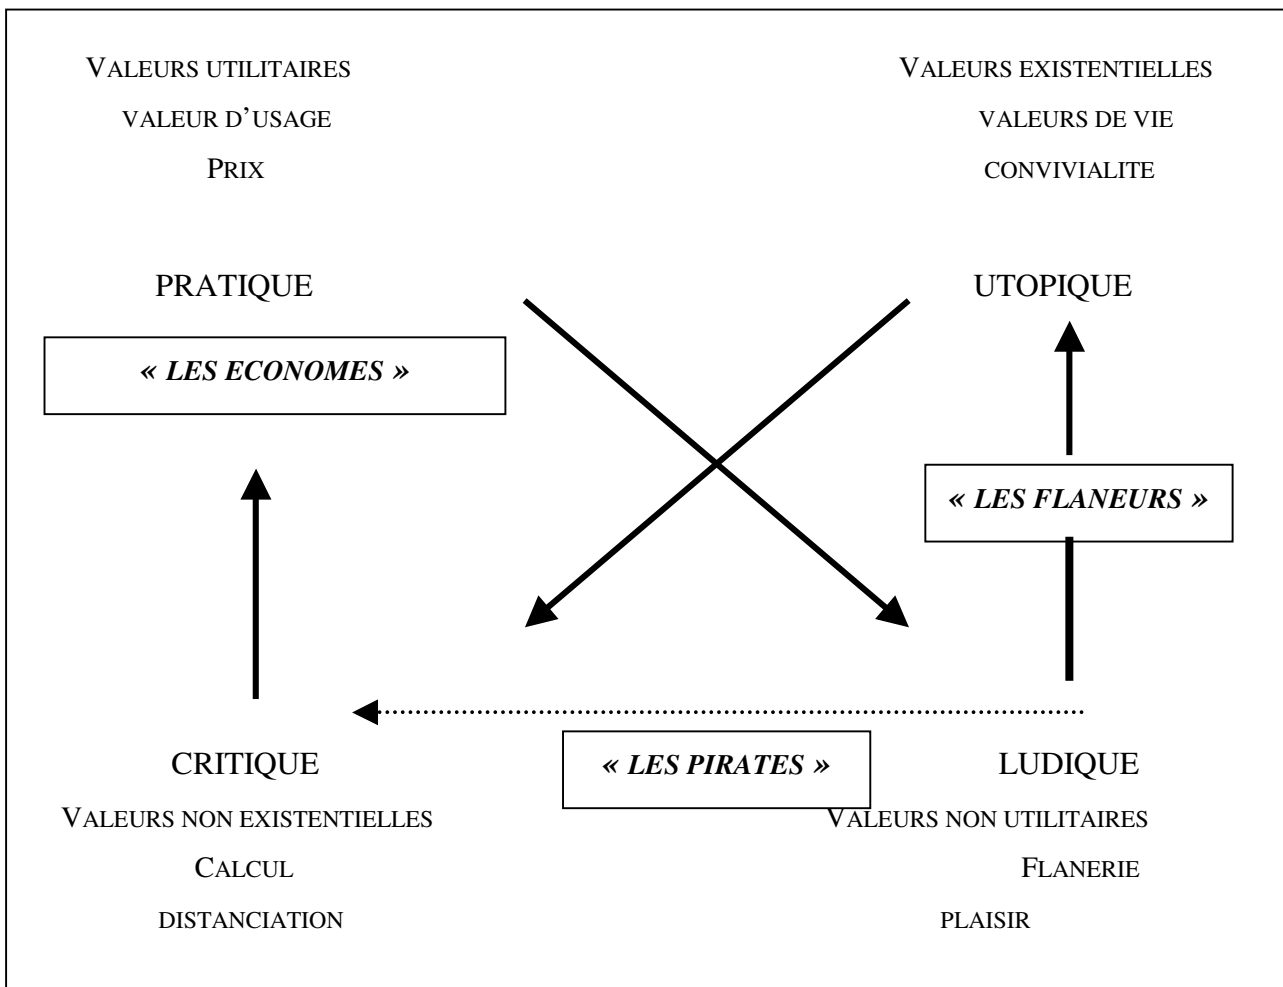 VALEURS UTILITAIRES
VALEUR D’USAGE
PRIX
VALEURS EXISTENTIELLES
VALEURS DE VIE
CONVIVIALITE
PRATIQUE
UTOPIQUE
« LES ECONOMES »
« LES FLANEURS »
« LES PIRATES »
CRITIQUE
VALEURS NON EXISTENTIELLES
CALCUL
DISTANCIATION
LUDIQUE
VALEURS NON UTILITAIRES
FLANERIE
PLAISIR